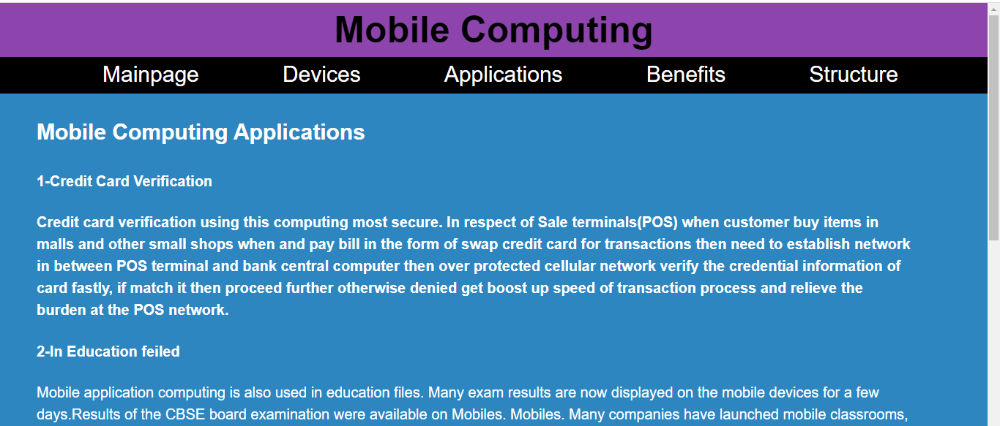 Mobile Computing
Mainpage Devices Applications Benefits Structure
Mobile Computing Applications
1-Credit Card Verification
Credit card verification using this computing most secure. In respect of Sale terminals(POS) when customer buy items in
malls and other small shops when and pay bill in the form of swap credit card for transactions then need to establish network
in between POS terminal and bank central computer then over protected cellular network verify the credential information of
card fastly, if match it then proceed further otherwise denied get boost up speed of transaction process and relieve the
burden at the POS network.
2-In Education feiled
Mobile application computing is also used in education files. Many exam results are now displayed on the mobile devices for a few
days.Results of the CBSE board examination were available on Mobiles. Mobiles. Many companies have launched mobile classrooms,